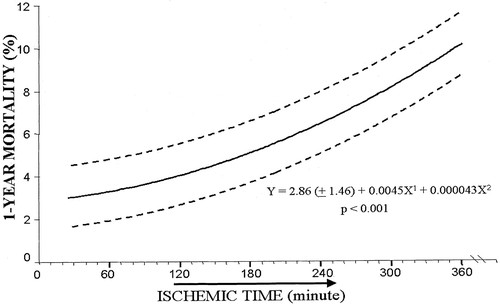 12
10
8
6
4
2
0
1-YEAR MORTALITY (%)
Y = 2.86 (± 1.46) + 0.0045X¹ + 0.000043X²
p < 0.001
0 60 120 180 240 300 360
ISCHEMIC TIME (minute)